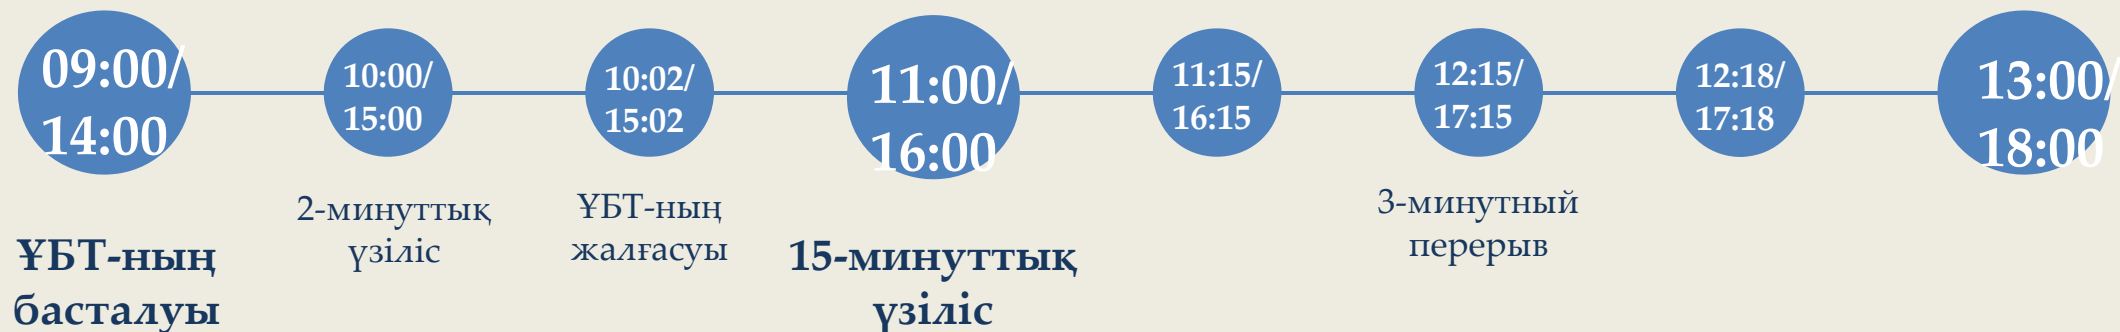 09:00/
14:00
ҰБТ-ның
басталуы
10:00/
15:00
2-минуттық
үзіліс
10:02/
15:02
ҰБТ-ның
жалғасуы
11:00/
16:00
15-минуттық
үзіліс
11:15/
16:15
12:15/
17:15
3-минутный
перерыв
12:18/
17:18
13:00/
18:00